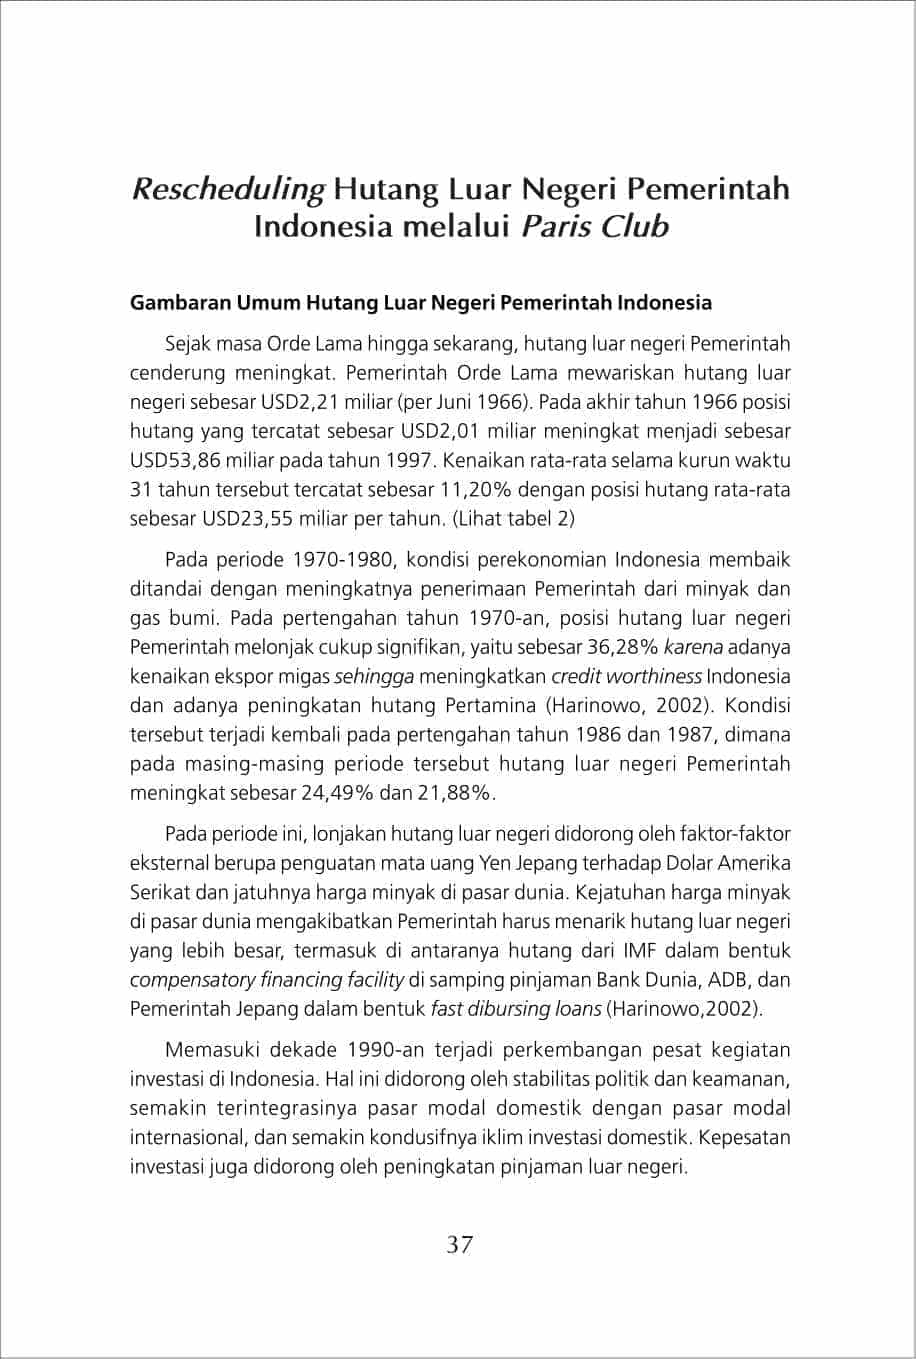 Rescheduling Hutang Luar Negeri Pemerintah
Indonesia melalui Paris Club
Gambaran Umum Hutang Luar Negeri Pemerintah Indonesia
Sejak masa Orde Lama hingga sekarang, hutang luar negeri Pemerintah
cenderung meningkat. Pemerintah Orde Lama mewariskan hutang luar
negeri sebesar USD2,21 miliar (per Juni 1966). Pada akhir tahun 1966 posisi
hutang yang tercatat sebesar USD2,01 miliar meningkat menjadi sebesar
USD53,86 miliar pada tahun 1997. Kenaikan rata-rata selama kurun waktu
31 tahun tersebut tercatat sebesar 11,20% dengan posisi hutang rata-rata
sebesar USD23,55 miliar per tahun. (Lihat tabel 2)
Pada periode 1970-1980, kondisi perekonomian Indonesia membaik
ditandai dengan meningkatnya penerimaan Pemerintah dari minyak dan
gas bumi. Pada pertengahan tahun 1970-an, posisi hutang luar negeri
Pemerintah melonjak cukup signifikan, yaitu sebesar 36,28% karena adanya
kenaikan ekspor migas sehingga meningkatkan credit worthiness Indonesia
dan adanya peningkatan hutang Pertamina (Harinowo, 2002). Kondisi
tersebut terjadi kembali pada pertengahan tahun 1986 dan 1987, dimana
pada masing-masing periode tersebut hutang luar negeri Pemerintah
meningkat sebesar 24,49% dan 21,88%.
Pada periode ini, lonjakan hutang luar negeri didorong oleh faktor-faktor
eksternal berupa penguatan mata uang Yen Jepang terhadap Dolar Amerika
Serikat dan jatuhnya harga minyak di pasar dunia. Kejatuhan harga minyak
di pasar dunia mengakibatkan Pemerintah harus menarik hutang luar negeri
yang lebih besar, termasuk di antaranya hutang dari IMF dalam bentuk
compensatory financing facility di samping pinjaman Bank Dunia, ADB, dan
Pemerintah Jepang dalam bentuk fast dibursing loans (Harinowo,2002).
Memasuki dekade 1990-an terjadi perkembangan pesat kegiatan
investasi di Indonesia. Hal ini didorong oleh stabilitas politik dan keamanan,
semakin terintegrasinya pasar modal domestik dengan pasar modal
internasional, dan semakin kondusifnya iklim investasi domestik. Kepesatan
investasi juga didorong oleh peningkatan pinjaman luar negeri.
37